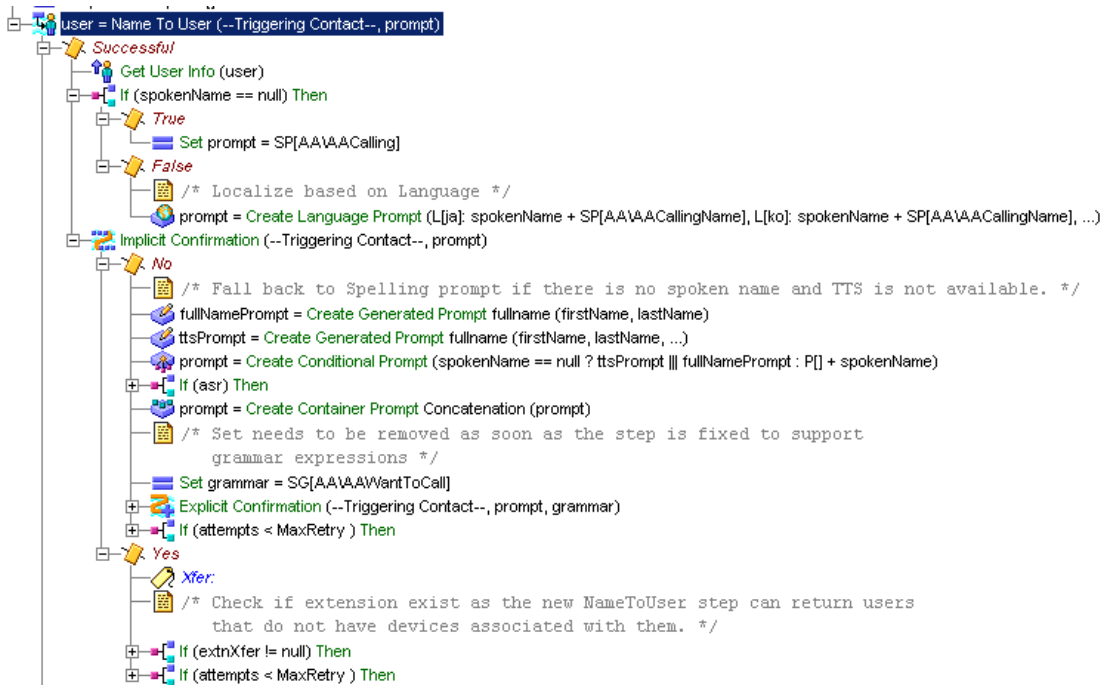 user = Name To User (--Triggering Contact--, prompt)
Successful
Get User Info (user)
If (spokenName == null) Then
True
Set prompt = SP[AA\AACalling]
False
/* Localize based on Language */
prompt = Create Language Prompt (L[ja]: spokenName + SP[AA\AACallingName], L[ko]: spokenName + SP[AA\AACallingName], ...)
Implicit Confirmation (--Triggering Contact--, prompt)
No
/* Fall back to Spelling prompt if there is no spoken name and TTS is not available. */
fullNamePrompt = Create Generated Prompt fullname (firstName, lastName)
ttsPrompt = Create Generated Prompt fullname (firstName, lastName, ...)
prompt = Create Conditional Prompt (spokenName == null ? ttsPrompt ||| fullNamePrompt : P[] + spokenName)
If (asr) Then
prompt = Create Container Prompt Concatenation (prompt)
/* Set needs to be removed as soon as the step is fixed to support
grammar expressions */
Set grammar = SG[AA\AAWantToCall]
Explicit Confirmation (--Triggering Contact--, prompt, grammar)
If (attempts < MaxRetry ) Then
Yes
Xfer:
/* Check if extension exist as the new NameToUser step can return users
that do not have devices associated with them. */
If (extnXfer != null) Then
If (attempts < MaxRetry ) Then